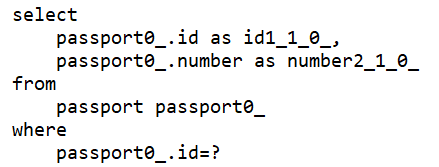 select
    passport0_.id as id1_1_0_,
    passport0_.number as number2_1_0_
from
    passport passport0_
where
    passport0_.id=?